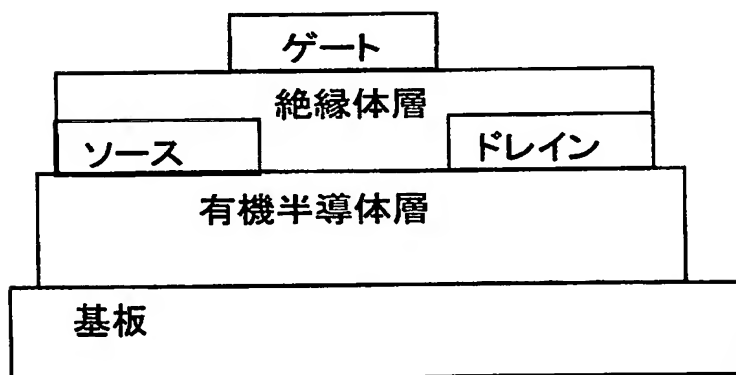 ゲート
絶縁体層
ソース
ドレイン
有機半導体層
基板